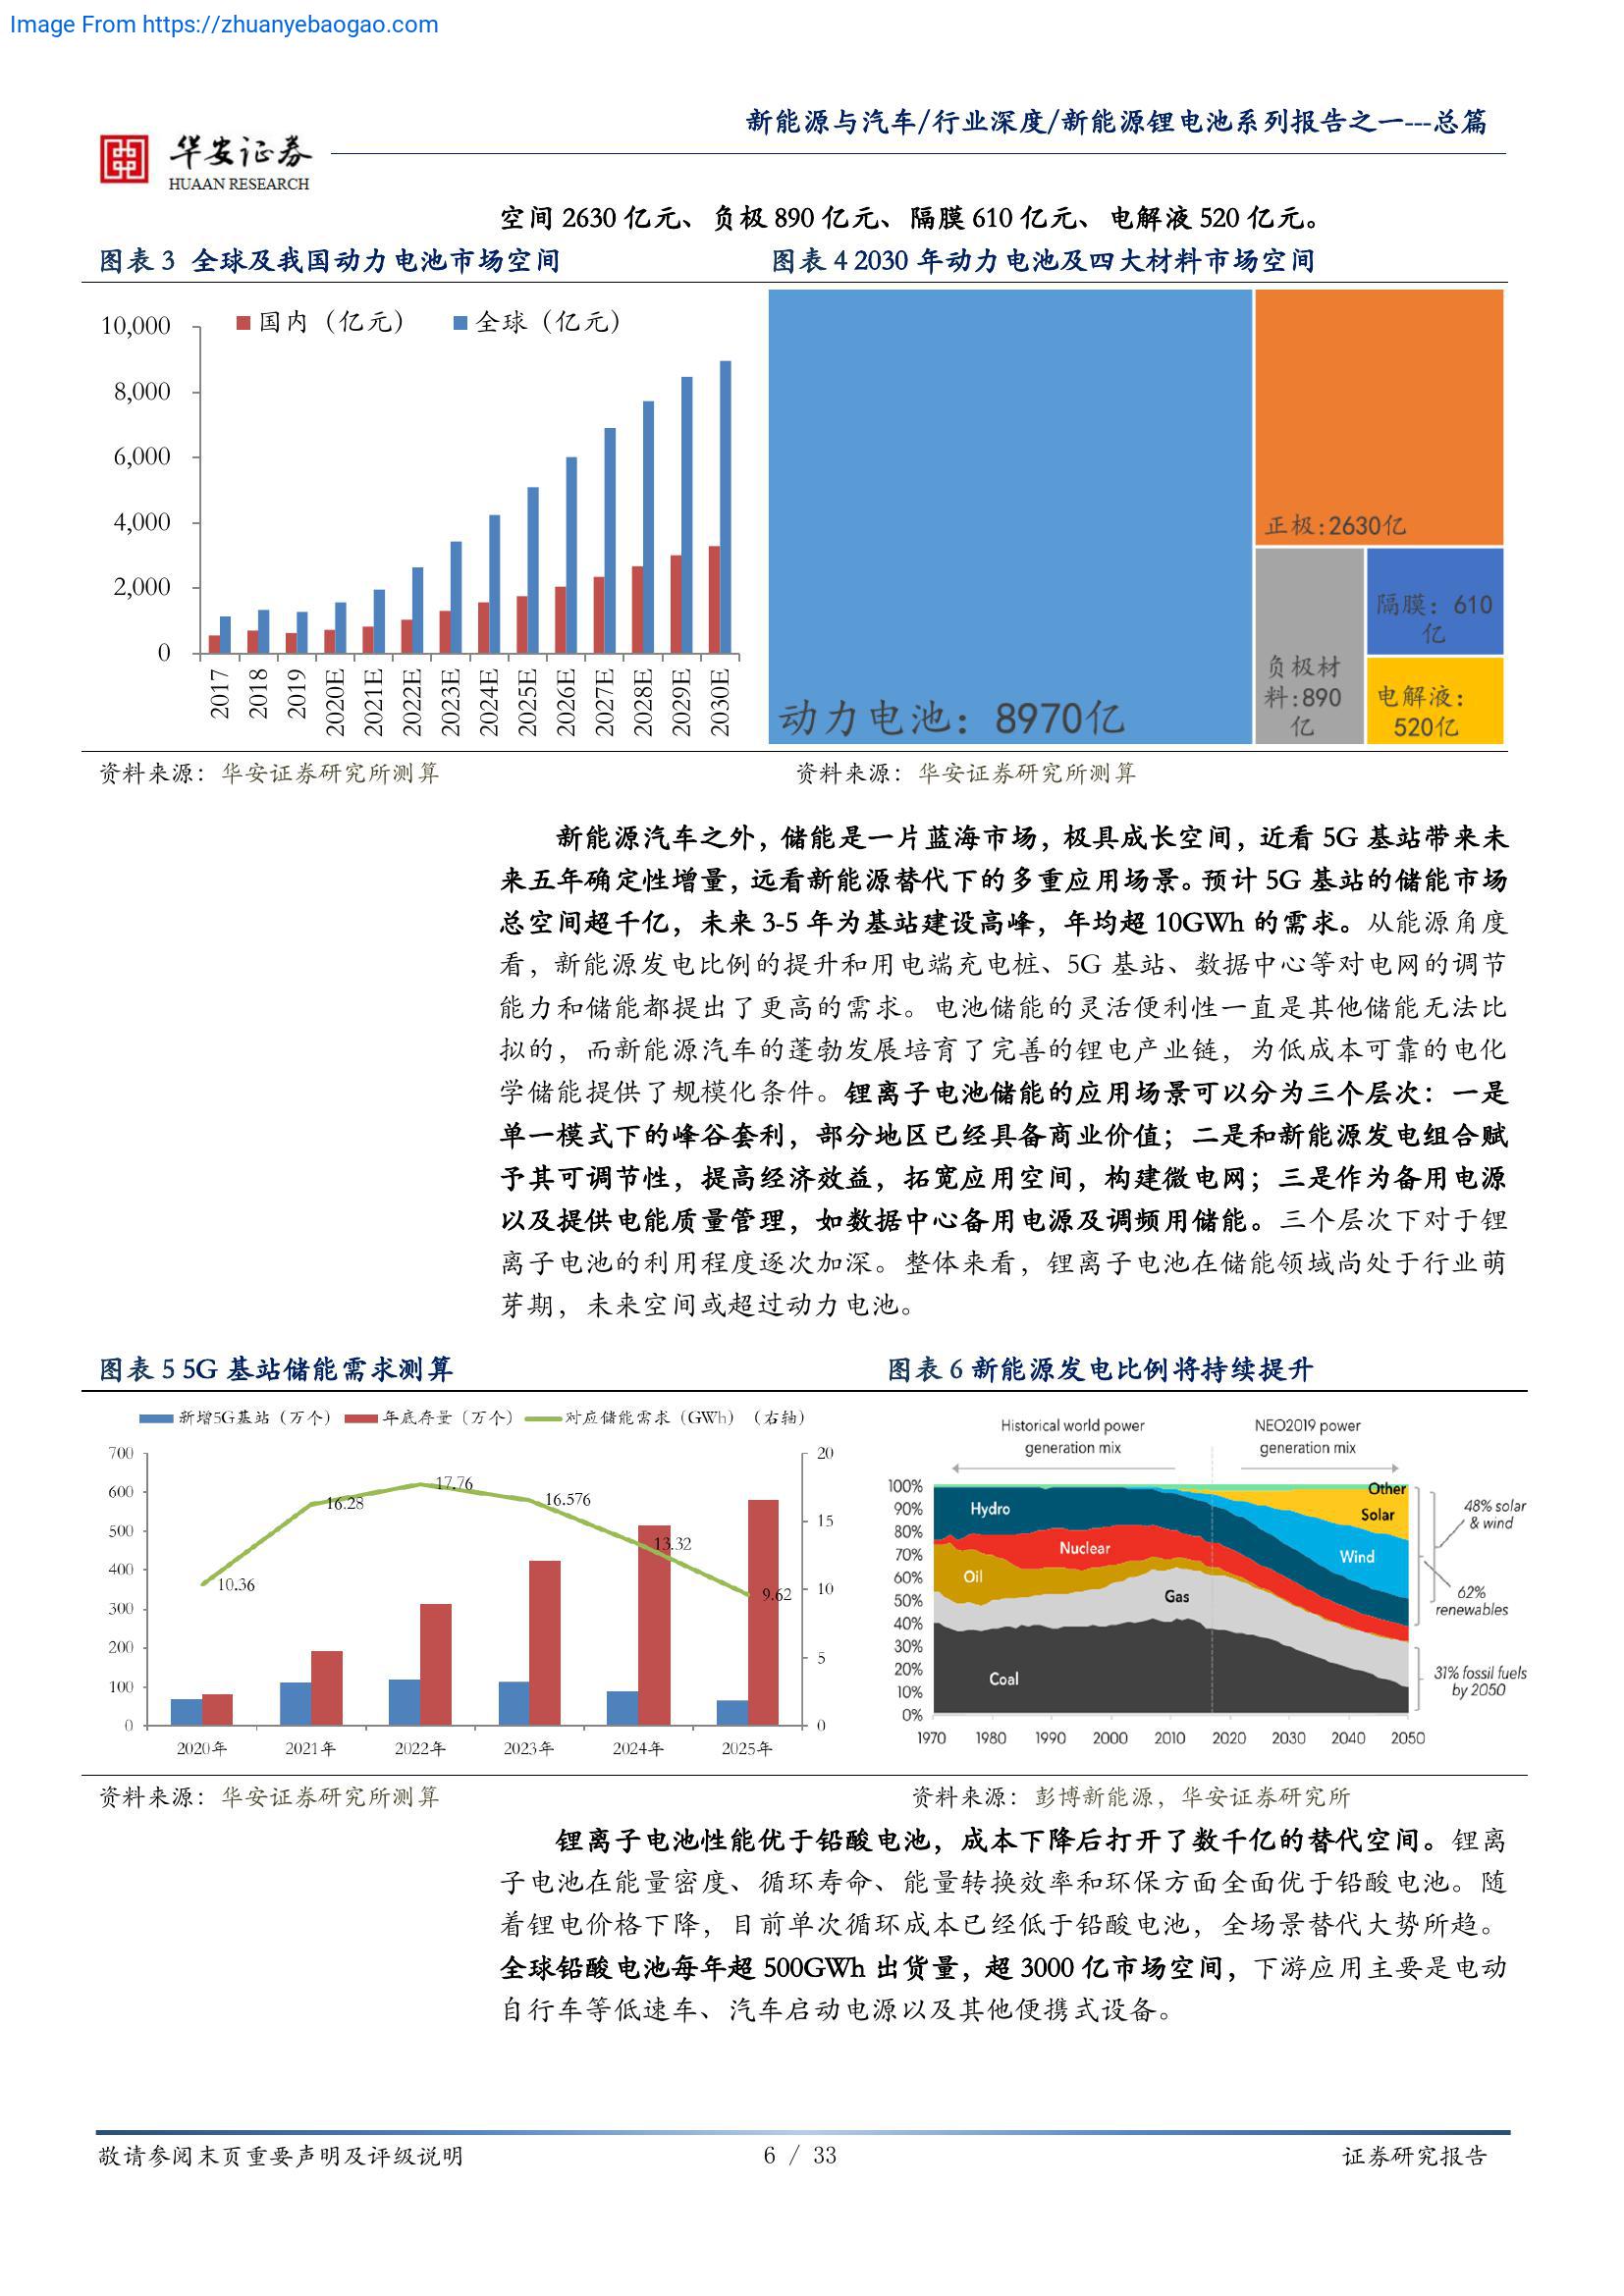 Image From https://zhuanyebaogao.com
新能源与汽车/行业深度/新能源锂电池系列报告之一---总篇
华安证券
HUAAN RESEARCH
空间 2630 亿元、负极 890 亿元、隔膜 610 亿元、电解液 520 亿元。
图表 3 全球及我国动力电池市场空间
国内（亿元） 全球（亿元）
10,000
8,000
6,000
4,000
2,000
0
2017 2018 2019 2020E 2021E 2022E 2023E 2024E 2025E 2026E 2027E 2028E 2029E 2030E
资料来源：华安证券研究所测算
图表 4 2030 年动力电池及四大材料市场空间
动力电池：8970亿
正极:2630亿
负极材
料:890
亿
隔膜：610
亿
电解液：
520亿
资料来源：华安证券研究所测算
新能源汽车之外，储能是一片蓝海市场，极具成长空间，近看 5G 基站带来未
来五年确定性增量，远看新能源替代下的多重应用场景。预计 5G 基站的储能市场
总空间超千亿，未来 3-5 年为基站建设高峰，年均超 10GWh 的需求。从能源角度
看，新能源发电比例的提升和用电端充电桩、5G 基站、数据中心等对电网的调节
能力和储能都提出了更高的需求。电池储能的灵活便利性一直是其他储能无法比
拟的，而新能源汽车的蓬勃发展培育了完善的锂电产业链，为低成本可靠的电化
学储能提供了规模化条件。锂离子电池储能的应用场景可以分为三个层次：一是
单一模式下的峰谷套利，部分地区已经具备商业价值；二是和新能源发电组合赋
予其可调节性，提高经济效益，拓宽应用空间，构建微电网；三是作为备用电源
以及提供电能质量管理，如数据中心备用电源及调频用储能。三个层次下对于锂
离子电池的利用程度逐次加深。整体来看，锂离子电池在储能领域尚处于行业萌
芽期，未来空间或超过动力电池。
图表 5 5G 基站储能需求测算
新增5G基站（万个） 年底存量（万个） 对应储能需求（GWh）（右轴）
700
600
500
400
300
200
100
0
20
15
10
5
0
10.36
16.28
17.76
16.576
13.32
9.62
2020年 2021年 2022年 2023年 2024年 2025年
资料来源：华安证券研究所测算
图表 6 新能源发电比例将持续提升
Historical world power
generation mix
NEO2019 power
generation mix
100%
90%
80%
70%
60%
50%
40%
30%
20%
10%
0%
Hydro
Nuclear
Oil
Gas
Coal
Other
Solar
Wind
48% solar
& wind
62%
renewables
31% fossil fuels
by 2050
1970 1980 1990 2000 2010 2020 2030 2040 2050
资料来源：彭博新能源，华安证券研究所
锂离子电池性能优于铅酸电池，成本下降后打开了数千亿的替代空间。锂离
子电池在能量密度、循环寿命、能量转换效率和环保方面全面优于铅酸电池。随
着锂电价格下降，目前单次循环成本已经低于铅酸电池，全场景替代大势所趋。
全球铅酸电池每年超 500GWh 出货量，超 3000 亿市场空间，下游应用主要是电动
自行车等低速车、汽车启动电源以及其他便携式设备。
敬请参阅末页重要声明及评级说明
6 / 33
证券研究报告